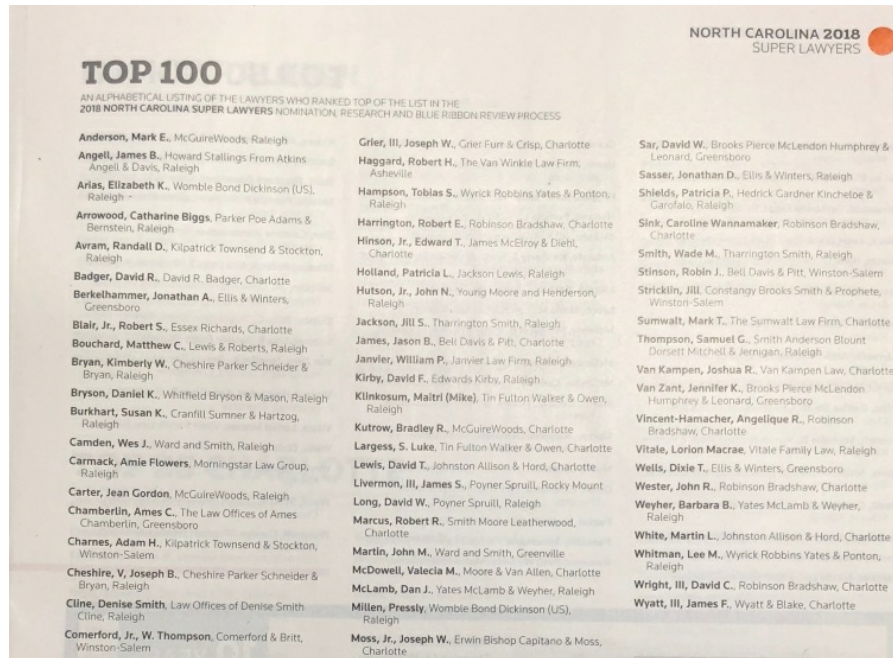 NORTH CAROLINA 2018
SUPER LAWYERS
TOP 100
AN ALPHABETICAL LISTING OF THE LAWYERS WHO RANKED TOP OF THE LIST IN THE
2018 NORTH CAROLINA SUPER LAWYERS NOMINATION, RESEARCH AND BLUE RIBBON REVIEW PROCESS
Anderson, Mark E., McGuireWoods, Raleigh
Angell, James B., Howard Stallings From Atkins
Angell & Davis, Raleigh
Arias, Elizabeth K., Womble Bond Dickinson (US),
Raleigh
Arrowood, Catharine Biggs, Parker Poe Adams &
Bernstein, Raleigh
Avram, Randall D., Kilpatrick Townsend & Stockton,
Raleigh
Badger, David R., David R. Badger, Charlotte
Berkelhammer, Jonathan A., Ellis & Winters,
Greensboro
Blair, Jr., Robert S., Essex Richards, Charlotte
Bouchard, Matthew C., Lewis & Roberts, Raleigh
Bryan, Kimberly W., Cheshire Parker Schneider &
Bryan, Raleigh
Bryson, Daniel K., Whitfield Bryson & Mason, Raleigh
Burkhart, Susan K., Cranfill Sumner & Hartzog,
Raleigh
Camden, Wes J., Ward and Smith, Raleigh
Carmack, Amie Flowers, Morningstar Law Group,
Raleigh
Carter, Jean Gordon, McGuireWoods, Raleigh
Chamberlin, Ames C., The Law Offices of Ames
Chamberlin, Greensboro
Charnes, Adam H., Kilpatrick Townsend & Stockton,
Winston-Salem
Cheshire, V, Joseph B., Cheshire Parker Schneider &
Bryan, Raleigh
Cline, Denise Smith, Law Offices of Denise Smith
Cline, Raleigh
Comerford, Jr., W. Thompson, Comerford & Britt,
Winston-Salem
Grier, III, Joseph W., Grier Furr & Crisp, Charlotte
Haggard, Robert H., The Van Winkle Law Firm,
Asheville
Hampson, Tobias S., Wyrick Robbins Yates & Ponton,
Raleigh
Harrington, Robert E., Robinson Bradshaw, Charlotte
Hinson, Jr., Edward T., James McElroy & Diehl,
Charlotte
Holland, Patricia L., Jackson Lewis, Raleigh
Hutson, Jr., John N., Young Moore and Henderson,
Raleigh
Jackson, Jill S., Tharrington Smith, Raleigh
James, Jason B., Bell Davis & Pitt, Charlotte
Janvier, William P., Janvier Law Firm, Raleigh
Kirby, David F., Edwards Kirby, Raleigh
Klinkosum, Maitri (Mike), Tin Fulton Walker & Owen,
Raleigh
Kutrow, Bradley R., McGuireWoods, Charlotte
Largess, S. Luke, Tin Fulton Walker & Owen, Charlotte
Lewis, David T., Johnston Allison & Hord, Charlotte
Livermon, III, James S., Poyner Spruill, Rocky Mount
Long, David W., Poyner Spruill, Raleigh
Marcus, Robert R., Smith Moore Leatherwood,
Charlotte
Martin, John M., Ward and Smith, Greenville
McDowell, Valecia M., Moore & Van Allen, Charlotte
McLamb, Dan J., Yates McLamb & Weyher, Raleigh
Millen, Pressly, Womble Bond Dickinson (US),
Raleigh
Moss, Jr., Joseph W., Erwin Bishop Capitano & Moss,
Charlotte
Sar, David W., Brooks Pierce McLendon Humphrey &
Leonard, Greensboro
Sasser, Jonathan D., Ellis & Winters, Raleigh
Shields, Patricia P., Hedrick Gardner Kincheloe &
Garofalo, Raleigh
Sink, Caroline Wannamaker, Robinson Bradshaw,
Charlotte
Smith, Wade M., Tharrington Smith, Raleigh
Stinson, Robin J., Bell Davis & Pitt, Winston-Salem
Stricklin, Jill, Constangy Brooks Smith & Prophete,
Winston-Salem
Sumwalt, Mark T., The Sumwalt Law Firm, Charlotte
Thompson, Samuel G., Smith Anderson Blount
Dorsett Mitchell & Jernigan, Raleigh
Van Kampen, Joshua R., Van Kampen Law, Charlotte
Van Zant, Jennifer K., Brooks Pierce McLendon
Humphrey & Leonard, Greensboro
Vincent-Hamacher, Angelique R., Robinson
Bradshaw, Charlotte
Vitale, Lorion Macrae, Vitale Family Law, Raleigh
Wells, Dixie T., Ellis & Winters, Greensboro
Wester, John R., Robinson Bradshaw, Charlotte
Weyher, Barbara B., Yates McLamb & Weyher,
Raleigh
White, Martin L., Johnston Allison & Hord, Charlotte
Whitman, Lee M., Wyrick Robbins Yates & Ponton,
Raleigh
Wright, III, David C., Robinson Bradshaw, Charlotte
Wyatt, III, James F., Wyatt & Blake, Charlotte